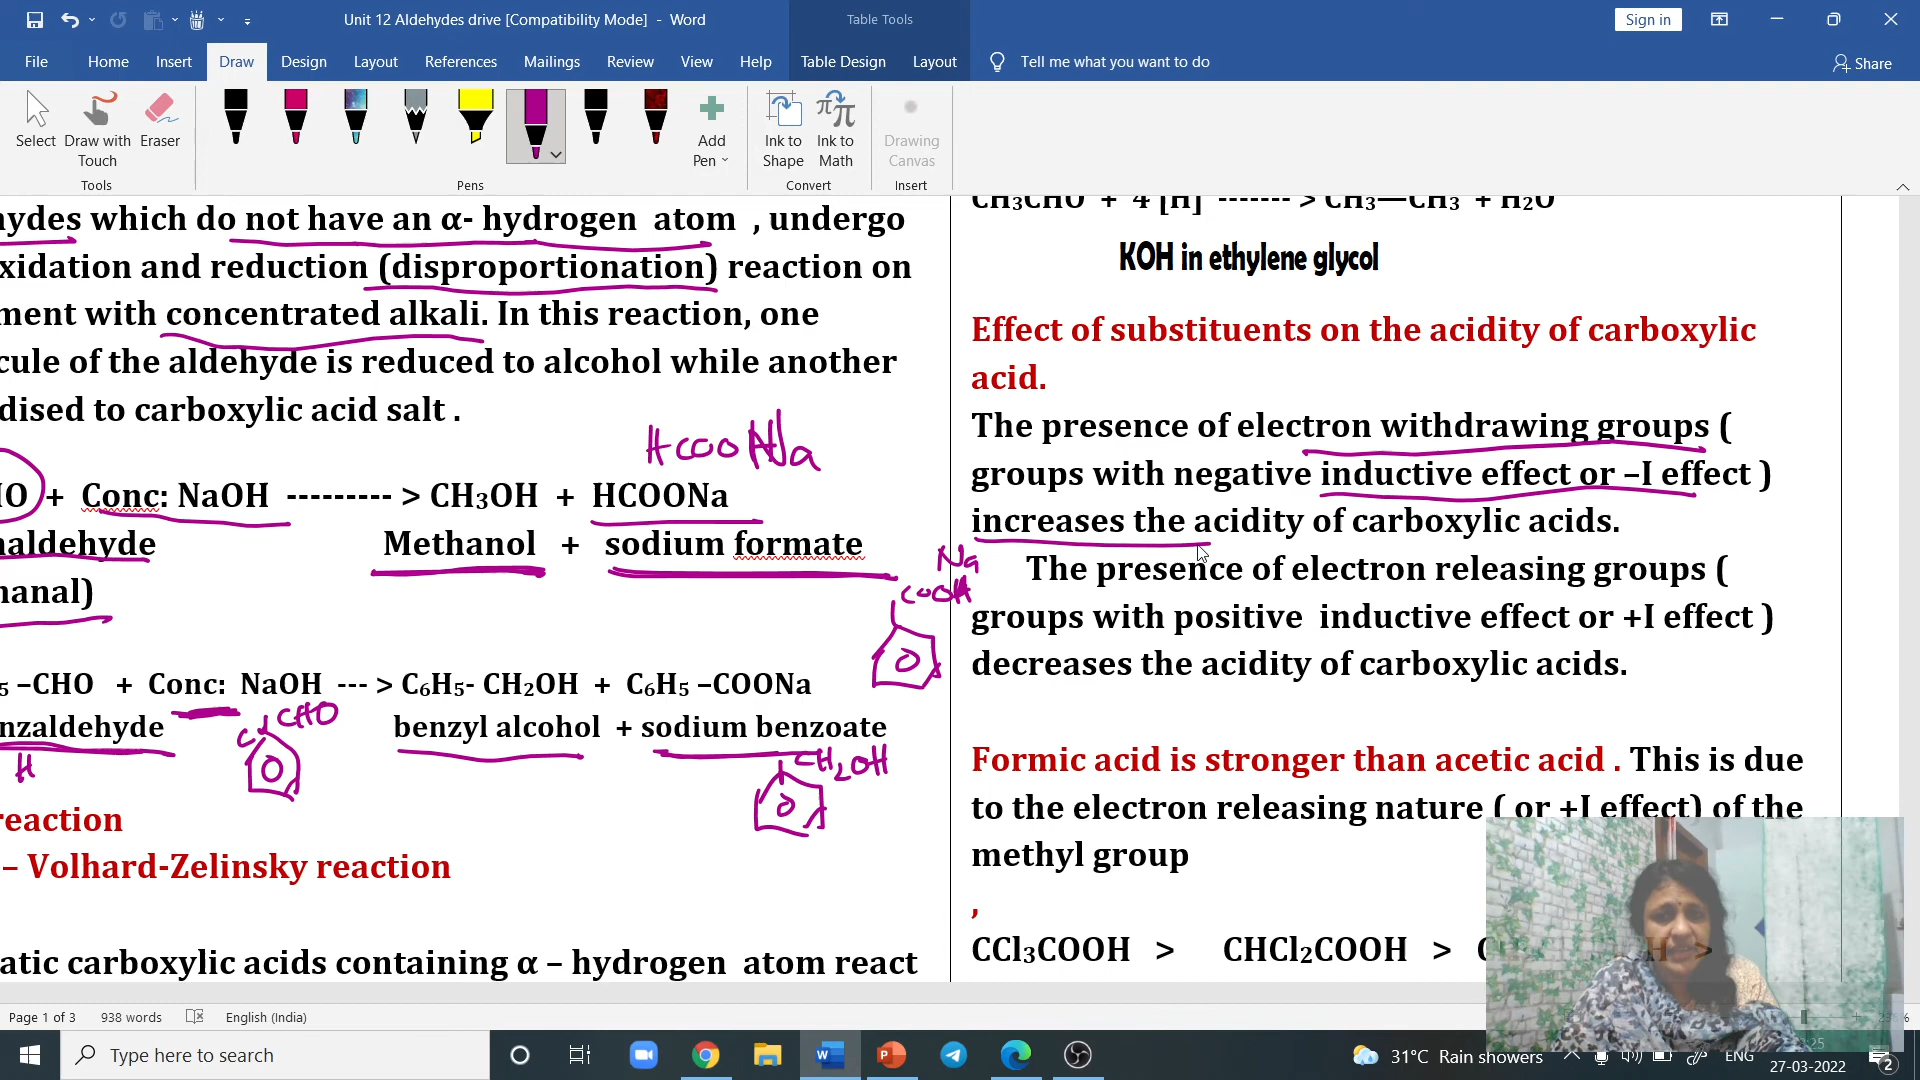 Unit 12 Aldehydes drive [Compatibility Mode] - Word
Table Tools
Sign in
File Home Insert Draw Design Layout References Mailings Review View Help Table Design Layout Tell me what you want to do Share
Select
Draw with Touch
Eraser
Add Pen
Ink to Shape
Ink to Math
Drawing Canvas
Tools Pens Convert Insert
hydes which do not have an α- hydrogen atom , undergo
xidation and reduction (disproportionation) reaction on
ment with concentrated alkali. In this reaction, one
cule of the aldehyde is reduced to alcohol while another
dised to carboxylic acid salt .
HCOONa
HO + Conc: NaOH --------- > CH₃OH + HCOONa
naldehyde Methanol + sodium formate
nanal)
Na
COOH
₅ –CHO + Conc: NaOH --- > C₆H₅- CH₂OH + C₆H₅ –COONa
CHO
nzaldehyde benzyl alcohol + sodium benzoate
H
CH₂OH
reaction
– Volhard-Zelinsky reaction
atic carboxylic acids containing α – hydrogen atom react
CH₃CHO + 4 [H] ------- > CH₃—CH₃ + H₂O
KOH in ethylene glycol
Effect of substituents on the acidity of carboxylic
acid.
The presence of electron withdrawing groups (
groups with negative inductive effect or –I effect )
increases the acidity of carboxylic acids.
The presence of electron releasing groups (
groups with positive inductive effect or +I effect )
decreases the acidity of carboxylic acids.
Formic acid is stronger than acetic acid . This is due
to the electron releasing nature ( or +I effect) of the
methyl group
,
CCl₃COOH > CHCl₂COOH > >
Page 1 of 3 938 words English (India)
Type here to search
31°C Rain showers ENG
27-03-2022
2